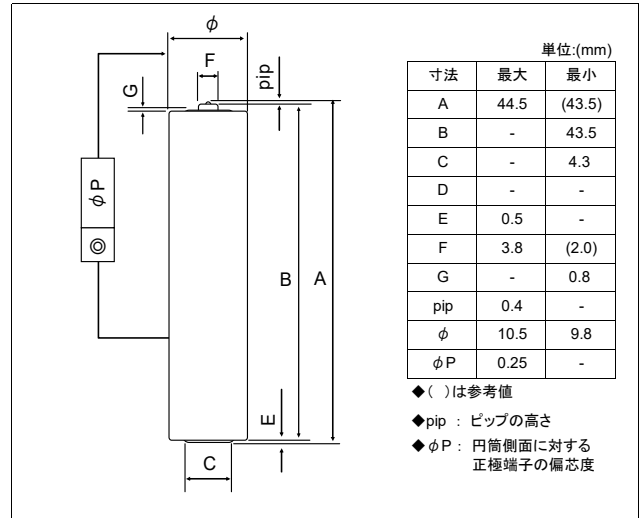 φ
F
pip
G
φP
◎
B
A
E
C
単位:(mm)
寸法 最大 最小
A 44.5 (43.5)
B - 43.5
C - 4.3
D - -
E 0.5 -
F 3.8 (2.0)
G - 0.8
pip 0.4 -
φ 10.5 9.8
φP 0.25 -
◆( )は参考値
◆pip : ピップの高さ
◆φP: 円筒側面に対する
正極端子の偏芯度